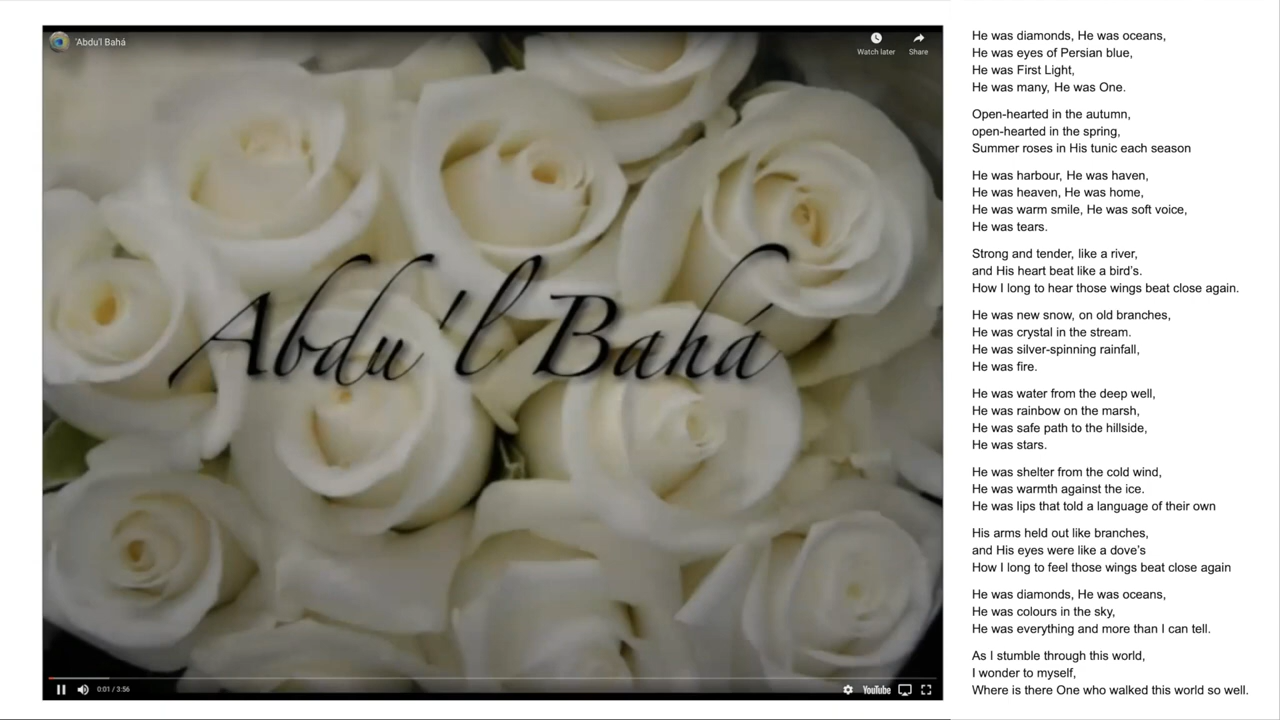 'Abdu'l Bahá
Watch later
Share
Abdu'l Bahá
0:01 / 3:56
YouTube
He was diamonds, He was oceans,
He was eyes of Persian blue,
He was First Light,
He was many, He was One.
Open-hearted in the autumn,
open-hearted in the spring,
Summer roses in His tunic each season
He was harbour, He was haven,
He was heaven, He was home,
He was warm smile, He was soft voice,
He was tears.
Strong and tender, like a river,
and His heart beat like a bird’s.
How I long to hear those wings beat close again.
He was new snow, on old branches,
He was crystal in the stream.
He was silver-spinning rainfall,
He was fire.
He was water from the deep well,
He was rainbow on the marsh,
He was safe path to the hillside,
He was stars.
He was shelter from the cold wind,
He was warmth against the ice.
He was lips that told a language of their own
His arms held out like branches,
and His eyes were like a dove’s
How I long to feel those wings beat close again
He was diamonds, He was oceans,
He was colours in the sky,
He was everything and more than I can tell.
As I stumble through this world,
I wonder to myself,
Where is there One who walked this world so well.